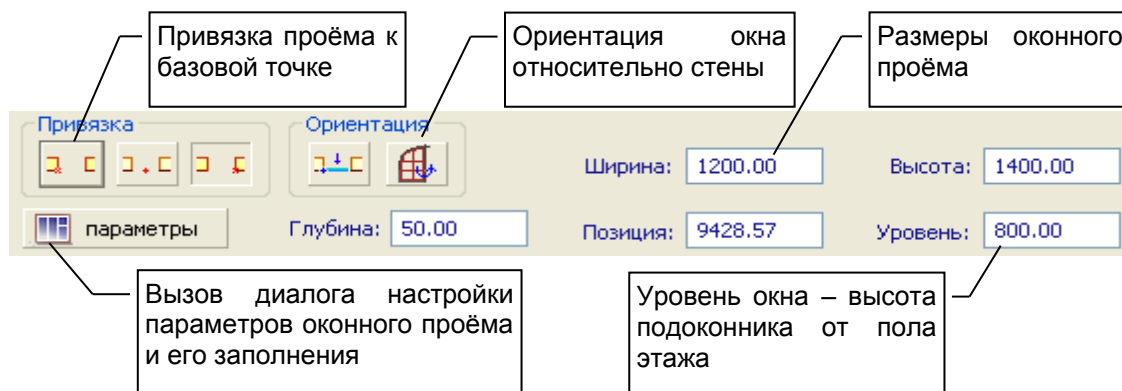 Привязка проёма к
базовой точке
Ориентация окна
относительно стены
Размеры оконного
проёма
Привязка
Ориентация
Ширина: 1200.00
Высота: 1400.00
параметры
Глубина: 50.00
Позиция: 9428.57
Уровень: 800.00
Вызов диалога настройки
параметров оконного проёма
и его заполнения
Уровень окна – высота
подоконника от пола
этажа